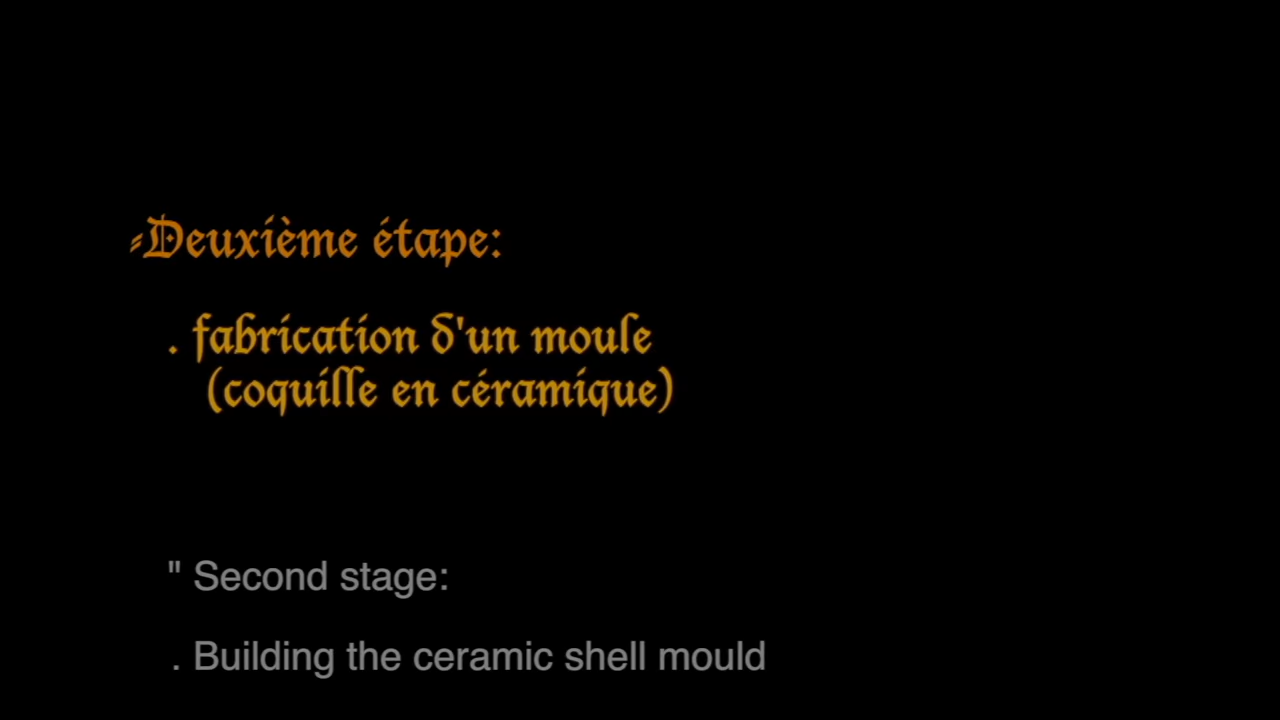 -Deuxième étape:
. fabrication d'un moule
(coquille en céramique)
" Second stage:
. Building the ceramic shell mould